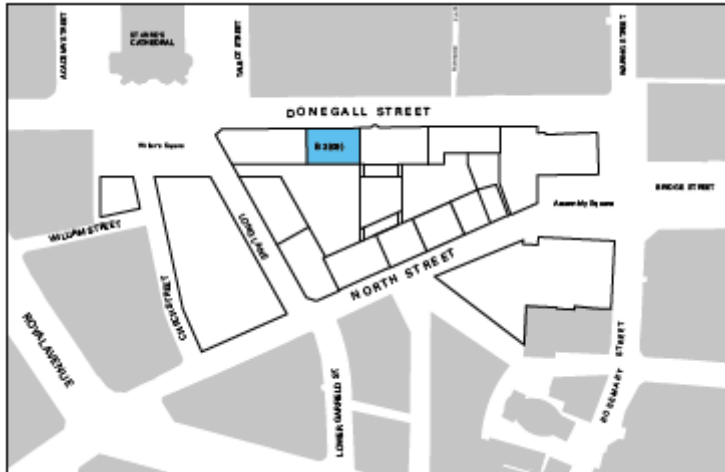 ACADEMY STREET
ST ANNE'S
CATHEDRAL
TALBOT STREET
WARING STREET
DONEGALL STREET
Writer's Square
BRIDGE STREET
Assembly Square
WILLIAM STREET
LONG LANE
NORTH STREET
CHURCH STREET
ROYAL AVENUE
LOWER GARFIELD ST.
ROSEMARY STREET